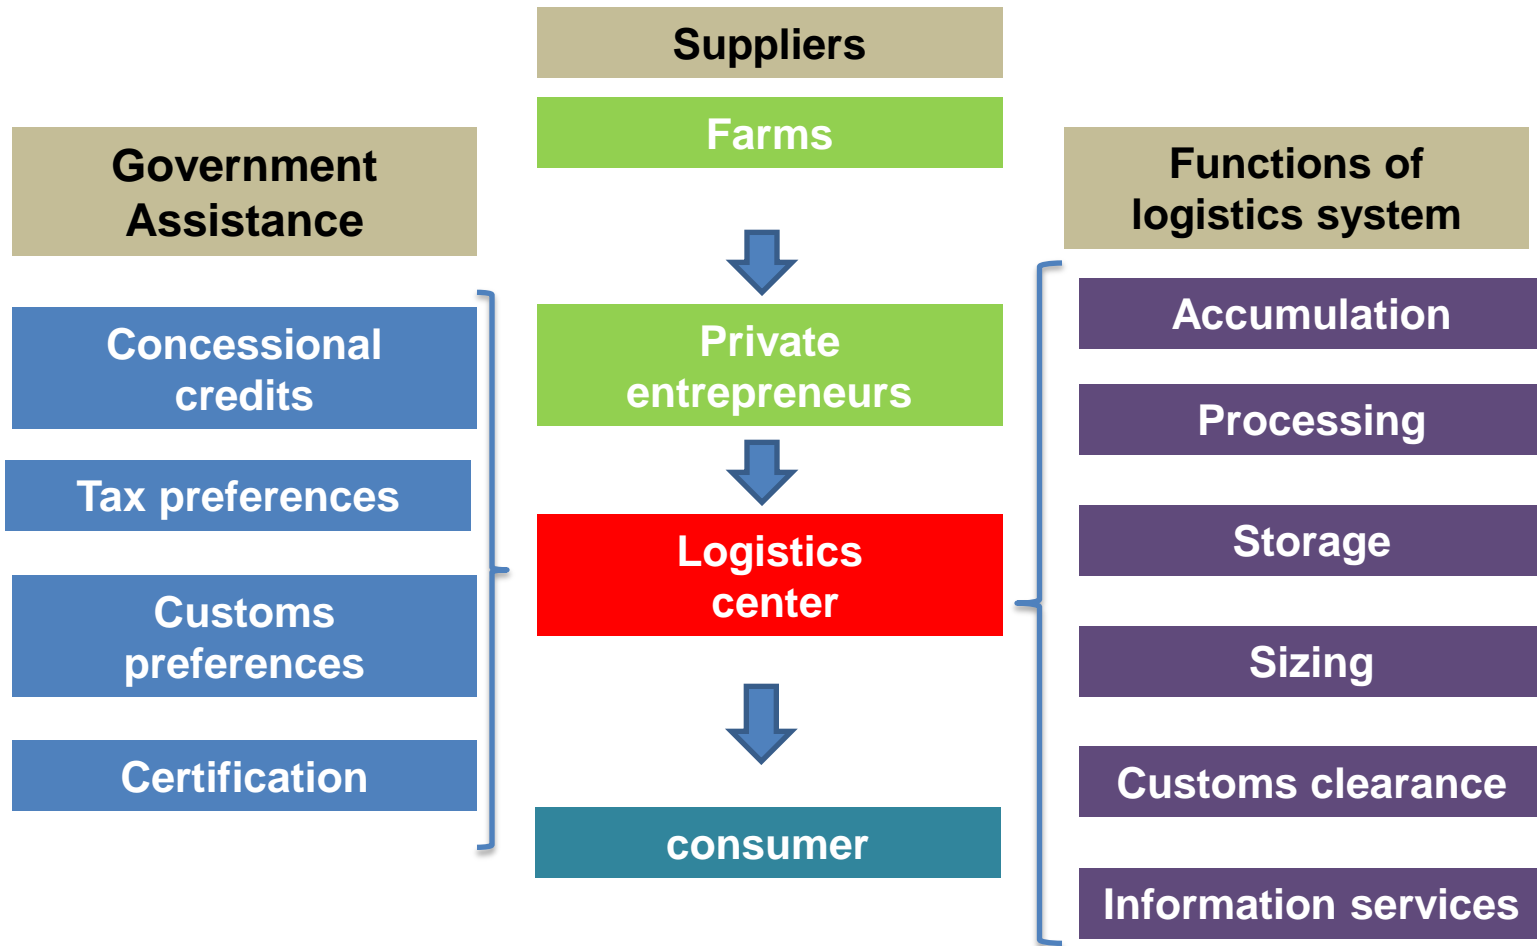 Suppliers
Farms
Government
Assistance
Functions of
logistics system
Concessional
credits
Tax preferences
Customs
preferences
Certification
Private
entrepreneurs
Logistics
center
consumer
Accumulation
Processing
Storage
Sizing
Customs clearance
Information services